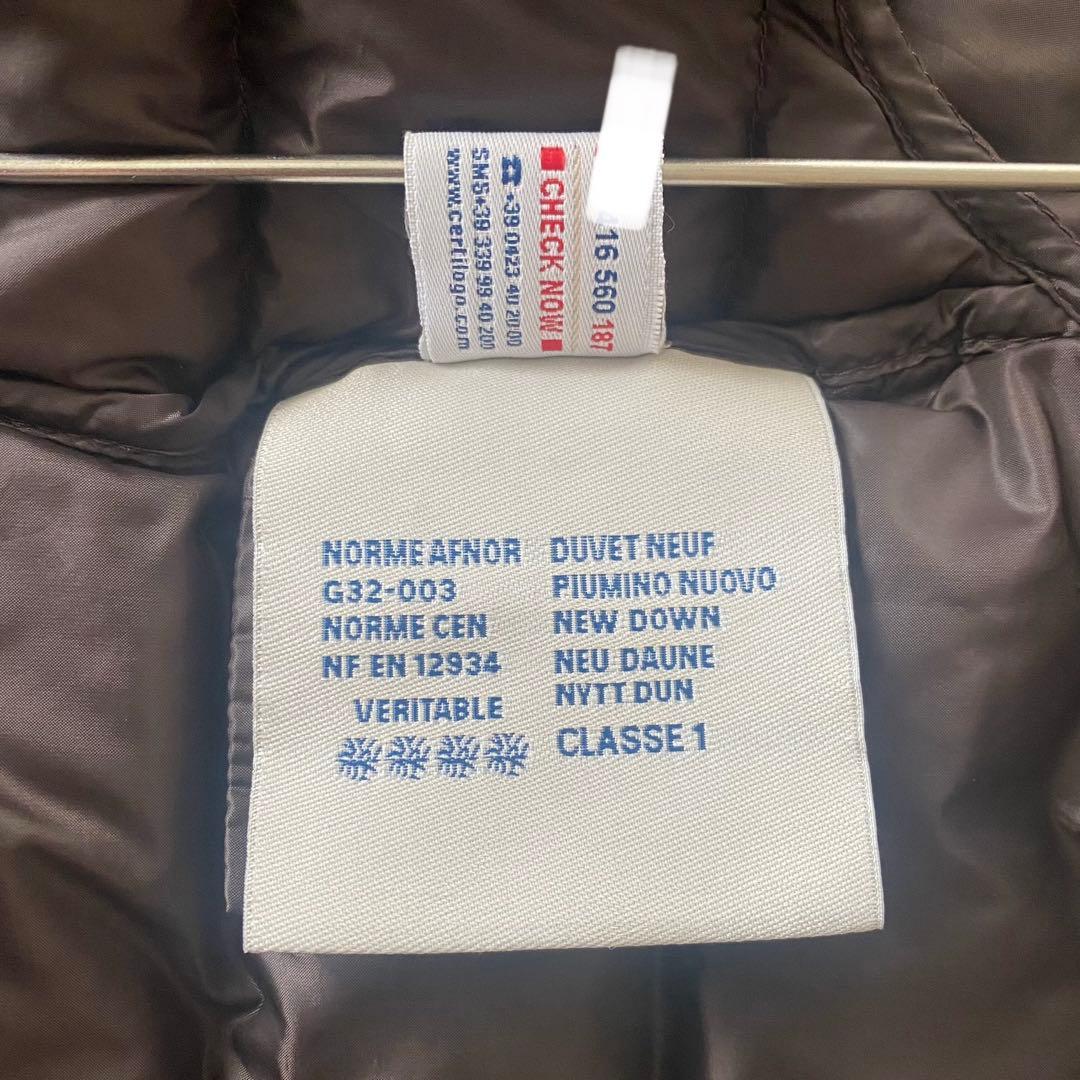 416 560 187
CHECK NOW
+39 0423 40 20 00
SMS+39 339 99 40 200
www.certilogo.com
NORME AFNOR
G32-003
NORME CEN
NF EN 12934
VERITABLE
DUVET NEUF
PIUMINO NUOVO
NEW DOWN
NEU DAUNE
NYTT DUN
CLASSE 1